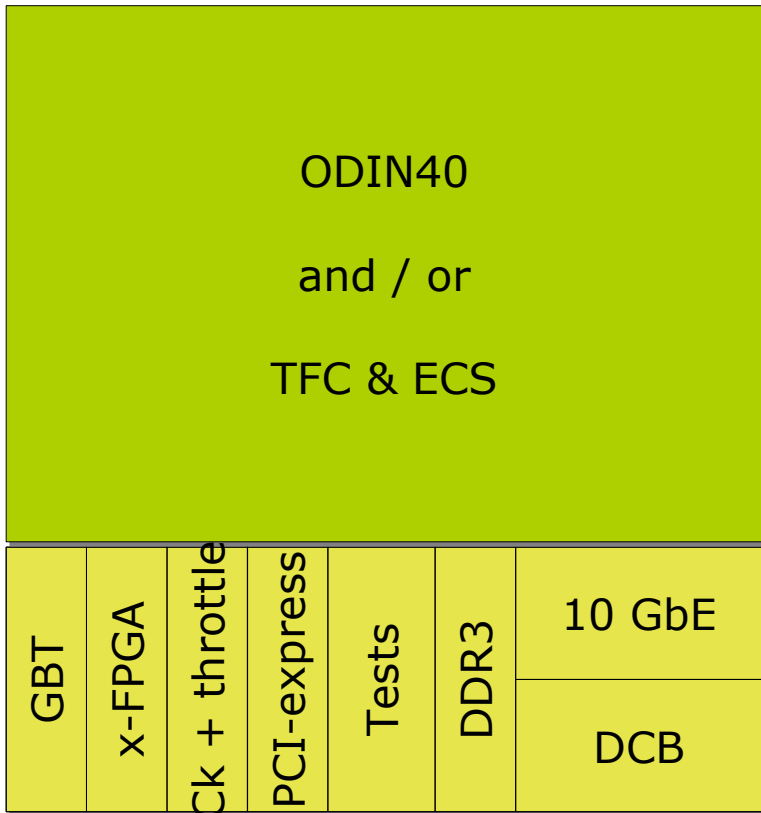 ODIN40
and / or
TFC & ECS
GBT
x-FPGA
Ck + throttle
PCI-express
Tests
DDR3
10 GbE
DCB